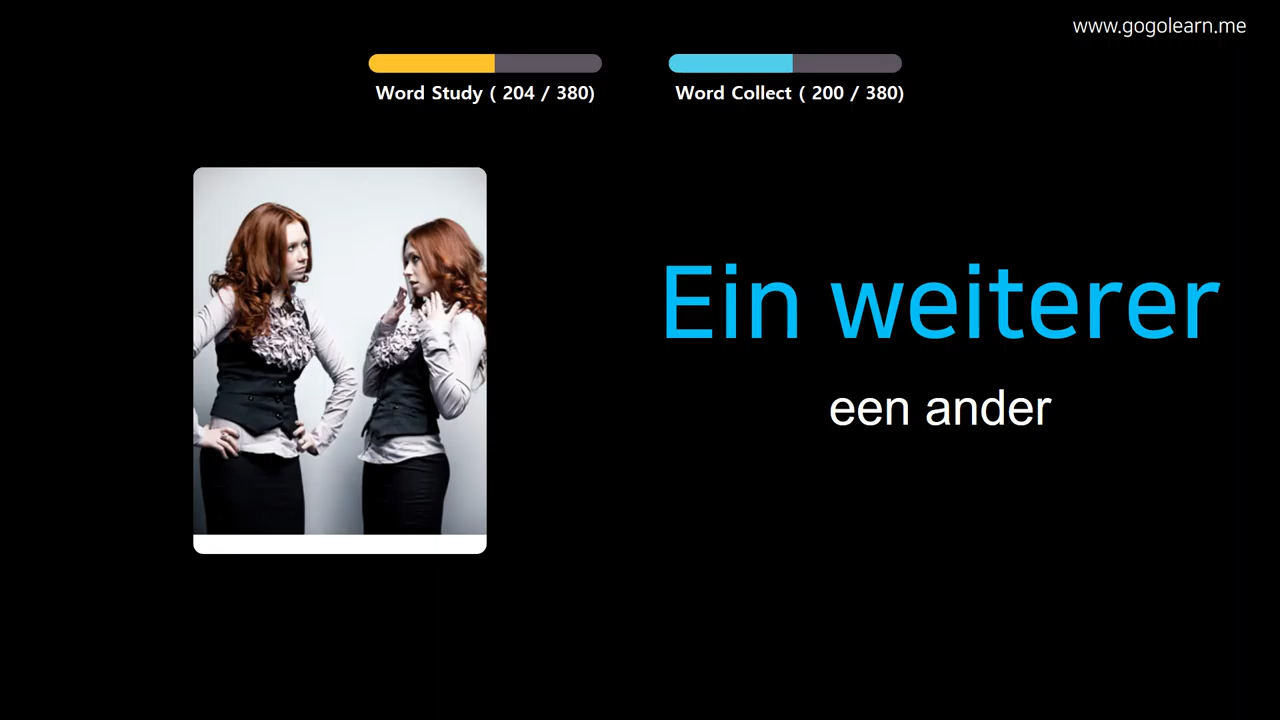 www.gogolearn.me
Word Study ( 204 / 380)
Word Collect ( 200 / 380)
Ein weiterer
een ander